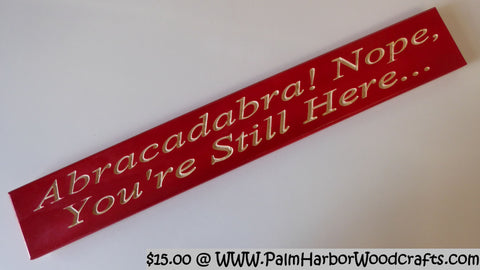 Abracadabra! Nope,
You're Still Here...
$15.00 @ WWW.PalmHarborWoodcrafts.com